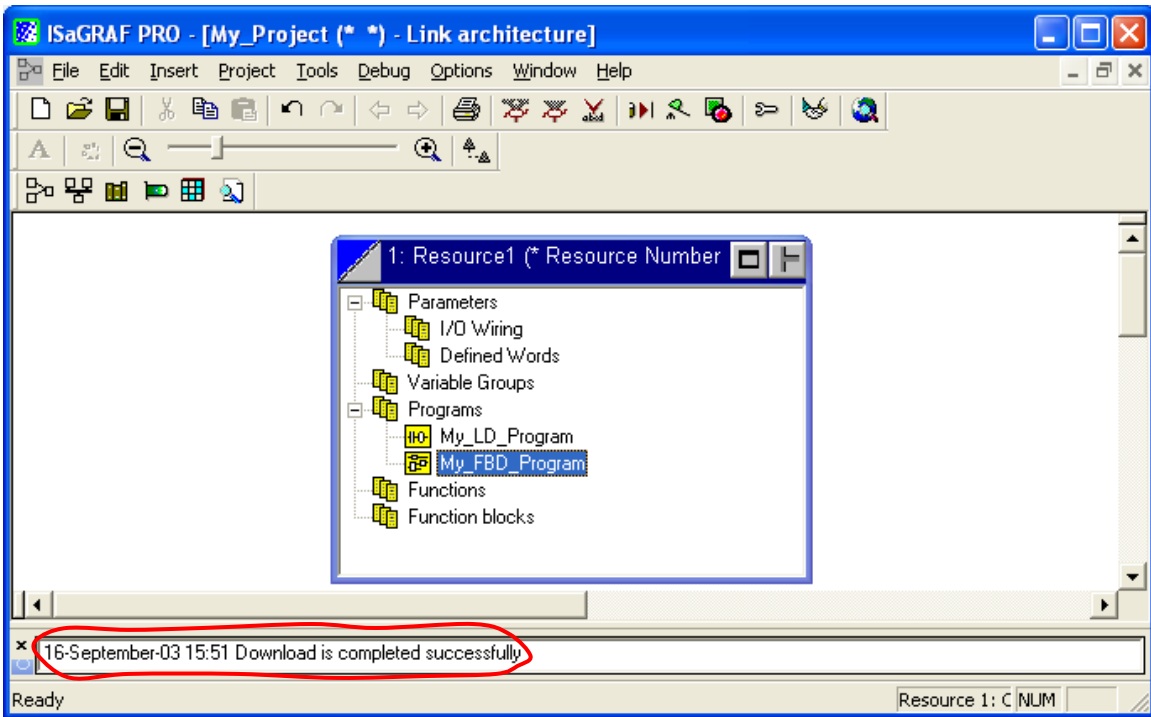 ISaGRAF PRO - [My_Project (* *) - Link architecture]
File Edit Insert Project Tools Debug Options Window Help
1: Resource1 (* Resource Number
Parameters
I/O Wiring
Defined Words
Variable Groups
Programs
My_LD_Program
My_FBD_Program
Functions
Function blocks
16-September-03 15:51 Download is completed successfully
Ready Resource 1: C NUM